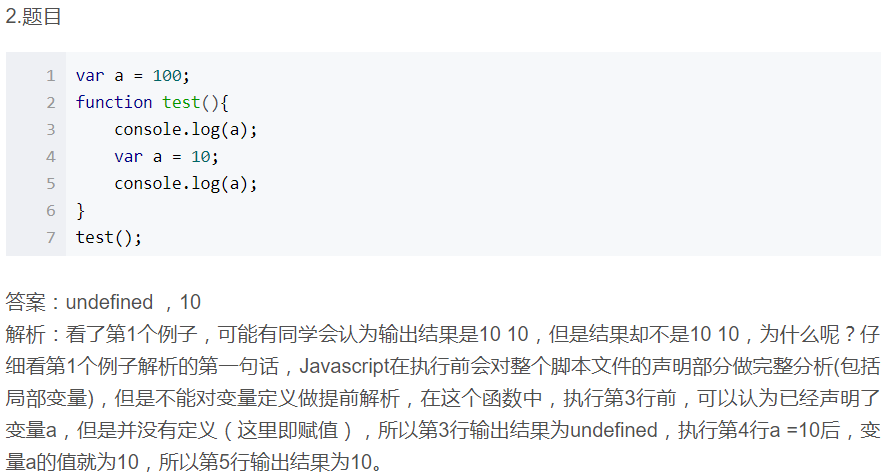 2.题目
1 var a = 100;
2 function test(){
3     console.log(a);
4     var a = 10;
5     console.log(a);
6 }
7 test();
答案：undefined ，10
解析：看了第1个例子，可能有同学会认为输出结果是10 10，但是结果却不是10 10，为什么呢？仔
细看第1个例子解析的第一句话，Javascript在执行前会对整个脚本文件的声明部分做完整分析(包括
局部变量)，但是不能对变量定义做提前解析，在这个函数中，执行第3行前，可以认为已经声明了
变量a，但是并没有定义（这里即赋值），所以第3行输出结果为undefined，执行第4行a =10后，变
量a的值就为10，所以第5行输出结果为10。